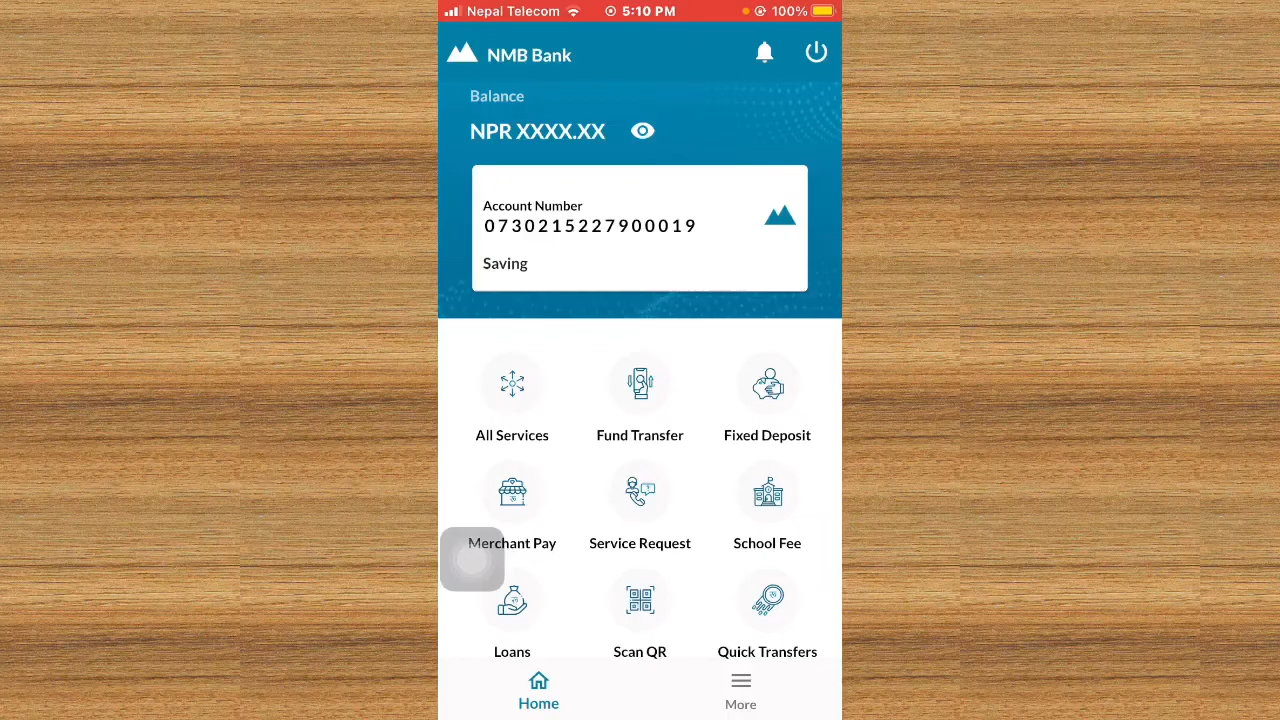 Nepal Telecom 5:10 PM 100%
NMB Bank
Balance
NPR XXXX.XX
Account Number
0730215227900019
Saving
All Services Fund Transfer Fixed Deposit
Merchant Pay Service Request School Fee
Loans Scan QR Quick Transfers
Home More